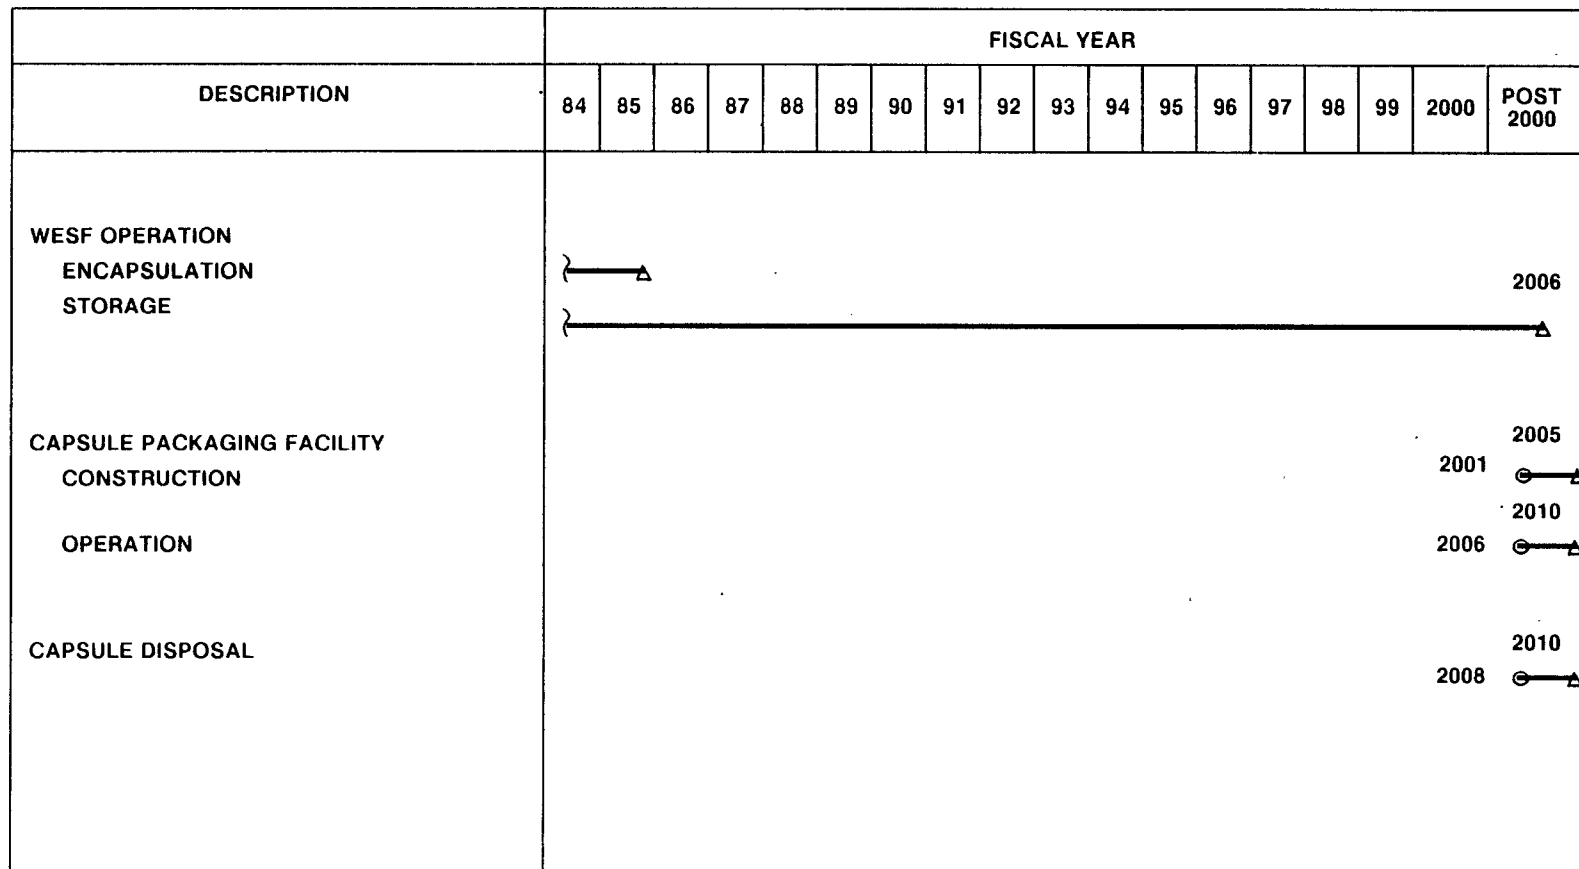 FISCAL YEAR
DESCRIPTION
84 85 86 87 88 89 90 91 92 93 94 95 96 97 98 99 2000 POST 2000
WESF OPERATION
ENCAPSULATION
STORAGE
2006
CAPSULE PACKAGING FACILITY
2005
CONSTRUCTION
2001
2010
OPERATION
2006
CAPSULE DISPOSAL
2010
2008